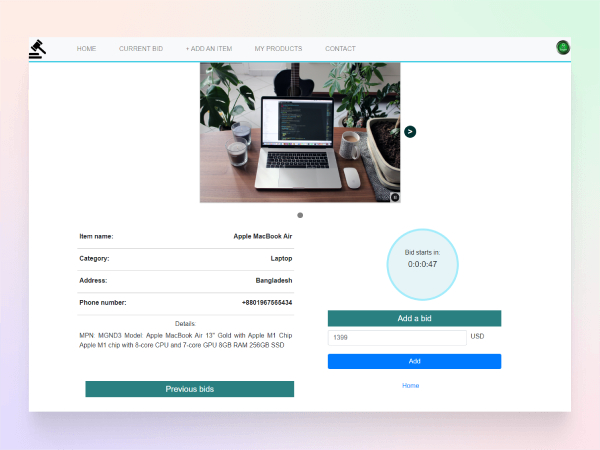 HOME CURRENT BID + ADD AN ITEM MY PRODUCTS CONTACT
>
Item name: Apple MacBook Air
Category: Laptop
Address: Bangladesh
Phone number: +8801967565434
Details:
MPN: MGND3 Model: Apple MacBook Air 13" Gold with Apple M1 Chip
Apple M1 chip with 8-core CPU and 7-core GPU 8GB RAM 256GB SSD
Previous bids
Bid starts in:
0:0:0:47
Add a bid
1399 USD
Add
Home